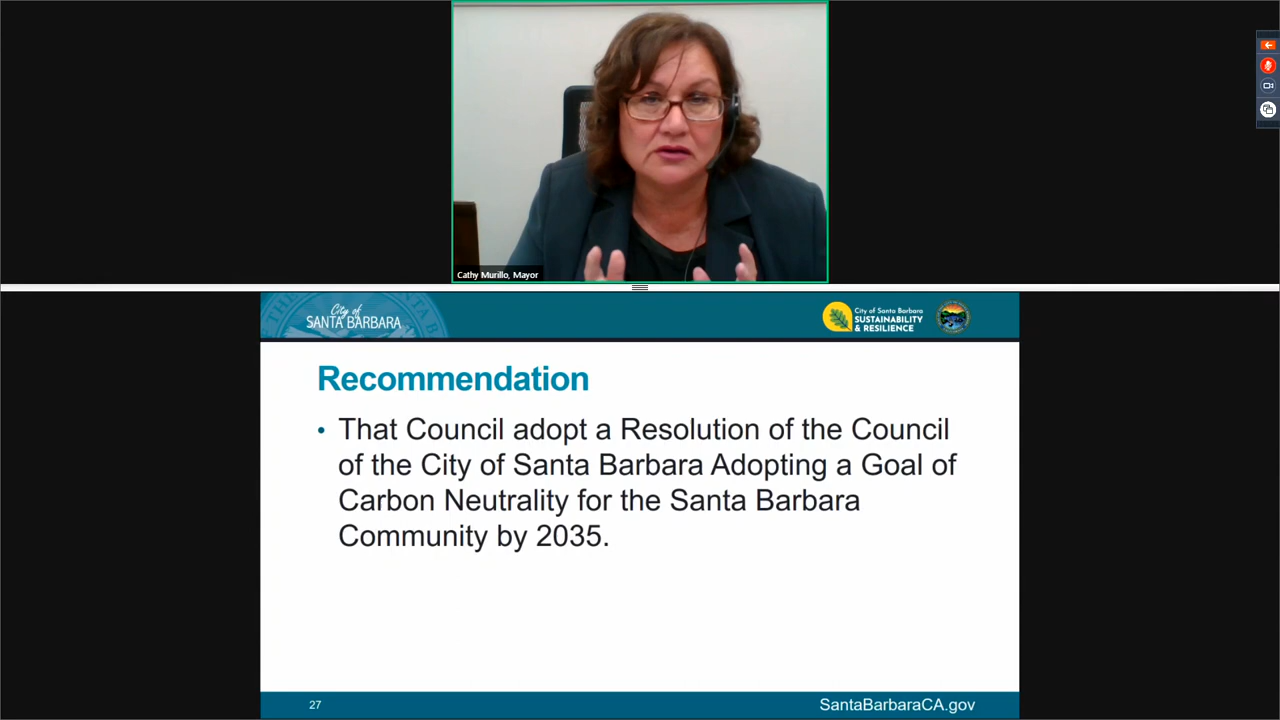 Cathy Murillo, Mayor
City of
SANTA BARBARA
City of Santa Barbara
SUSTAINABILITY
& RESILIENCE
Recommendation
• That Council adopt a Resolution of the Council
of the City of Santa Barbara Adopting a Goal of
Carbon Neutrality for the Santa Barbara
Community by 2035.
27
SantaBarbaraCA.gov